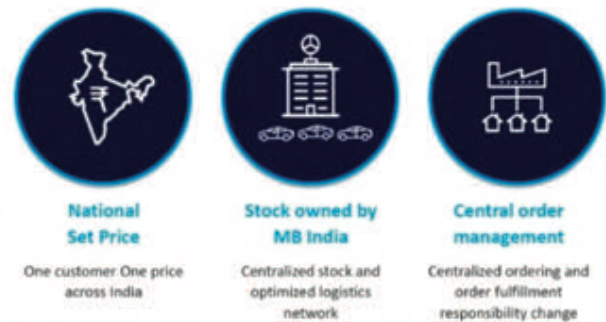 National
Set Price
One customer One price
across India
Stock owned by
MB India
Centralized stock and
optimized logistics
network
Central order
management
Centralized ordering and
order fulfillment
responsibility change